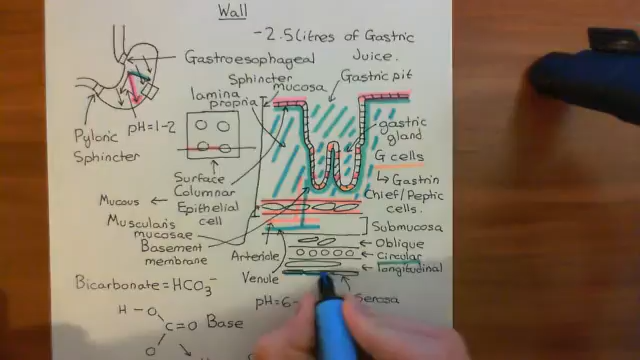 Wall
-2.5 litres of Gastric
Juice.
Gastroesophageal
Sphincter
mucosa
Gastric pit
lamina
propria
pH=1-2
Pyloric
Sphincter
gastric
gland
G cells
↳ Gastrin
Chief/Peptic
cells.
Surface
Columnar
Epithelial
cell
Mucous ←
Muscularis
mucosae
Basement
membrane
Submucosa
Arteriole
Venule
Oblique
Circular
longitudinal
Serosa
Bicarbonate = HCO₃⁻
pH=6-
H-O
C=O Base
O
H